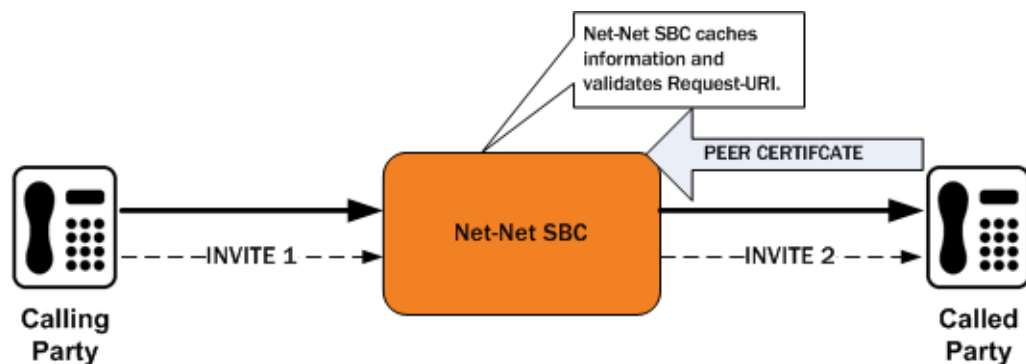 Net-Net SBC caches
information and
validates Request-URI.
PEER CERTIFCATE
Net-Net SBC
INVITE 1
INVITE 2
Calling
Party
Called
Party